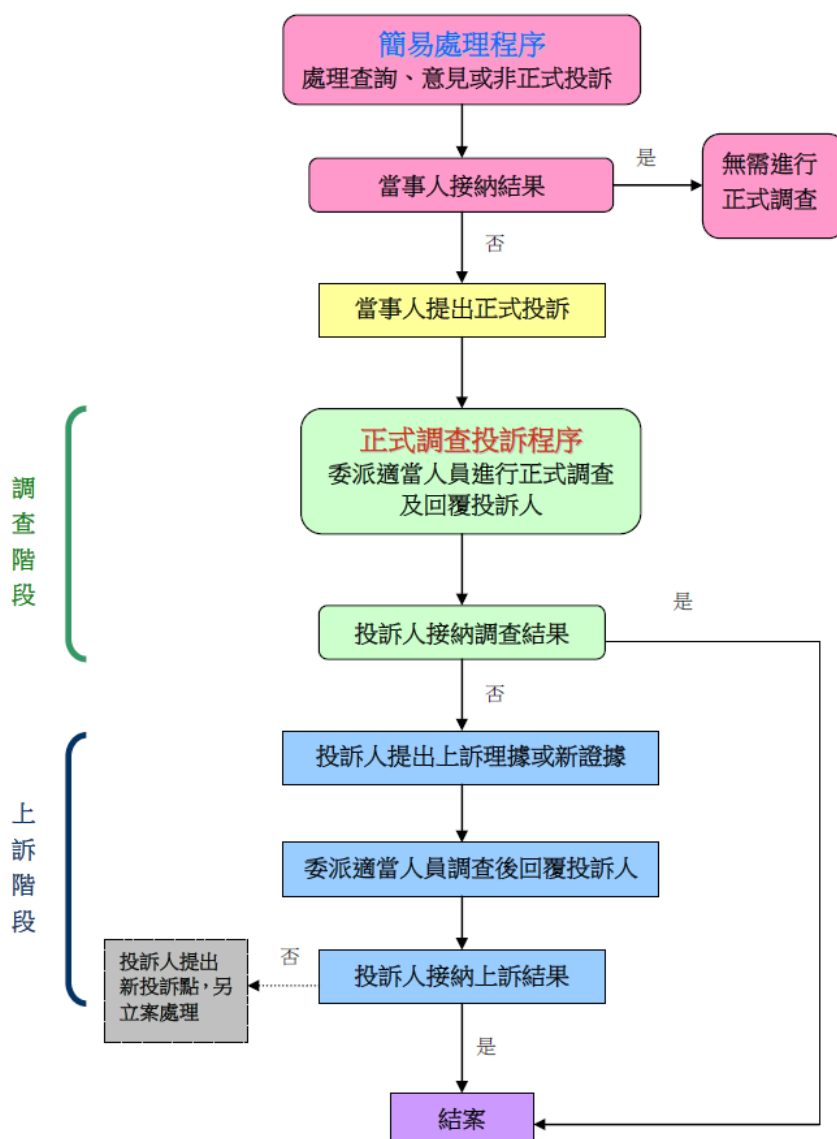 簡易處理程序
處理查詢、意見或非正式投訴
當事人接納結果
是
無需進行
正式調查
否
當事人提出正式投訴
調查階段
正式調查投訴程序
委派適當人員進行正式調查
及回覆投訴人
投訴人接納調查結果
是
否
上訴階段
投訴人提出上訴理據或新證據
委派適當人員調查後回覆投訴人
投訴人接納上訴結果
否
投訴人提出
新投訴點，另
立案處理
是
結案